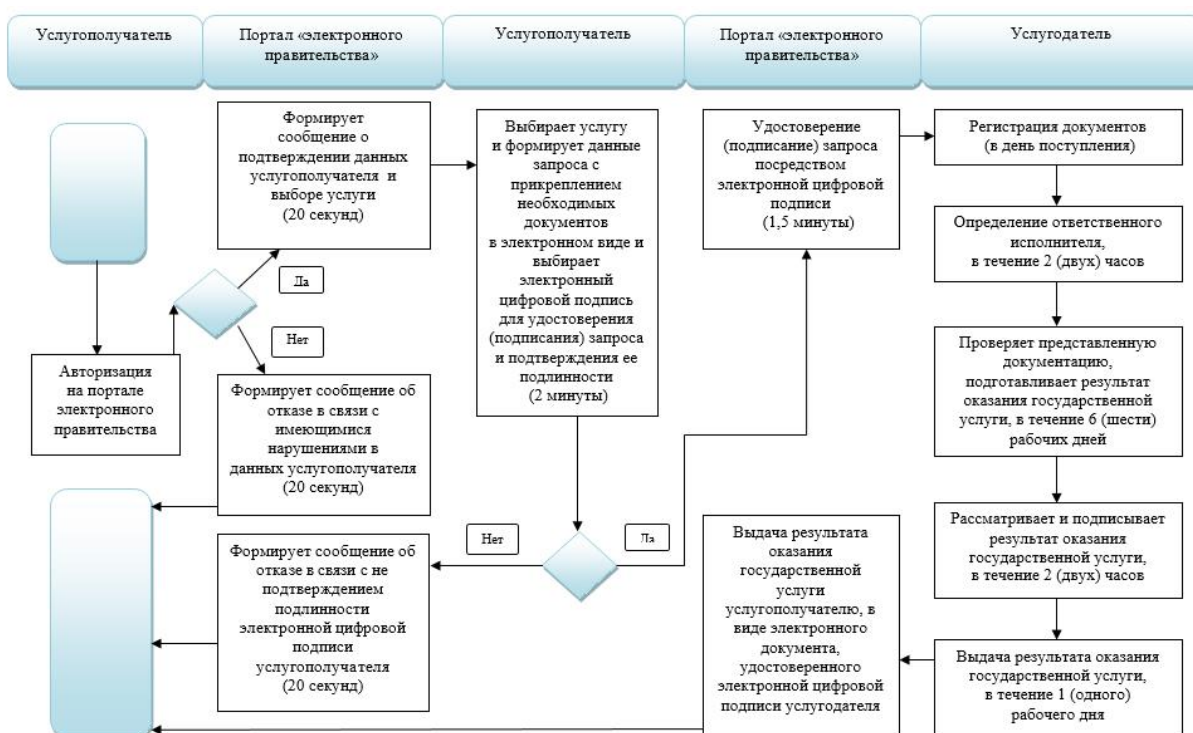 Услугополучатель
Портал «электронного
правительства»
Услугополучатель
Портал «электронного
правительства»
Услугодатель
Авторизация
на портале
электронного
правительства
Формирует
сообщение о
подтверждении данных
услугополучателя и
выборе услуги
(20 секунд)
Да
Нет
Формирует сообщение об
отказе в связи с
имеющимися
нарушениями в
данных услугополучателя
(20 секунд)
Формирует сообщение об
отказе в связи с не
подтверждением
подлинности
электронной цифровой
подписи
услугополучателя
(20 секунд)
Выбирает услугу
и формирует данные
запроса с
прикреплением
необходимых
документов
в электронном виде и
выбирает
электронный
цифровой подпись
для удостоверения
(подписания) запроса
и подтверждения ее
подлинности
(2 минуты)
Нет
Да
Удостоверение
(подписание) запроса
посредством
электронной цифровой
подписи
(1,5 минуты)
Выдача результата
оказания
государственной
услуги
услугополучателю, в
виде электронного
документа,
удостоверенного
электронной цифровой
подписи услугодателя
Регистрация документов
(в день поступления)
Определение ответственного
исполнителя,
в течение 2 (двух) часов
Проверяет представленную
документацию,
подготавливает результат
оказания государственной
услуги, в течение 6 (шести)
рабочих дней
Рассматривает и подписывает
результат оказания
государственной услуги,
в течение 2 (двух) часов
Выдача результата оказания
государственной услуги,
в течение 1 (одного)
рабочего дня